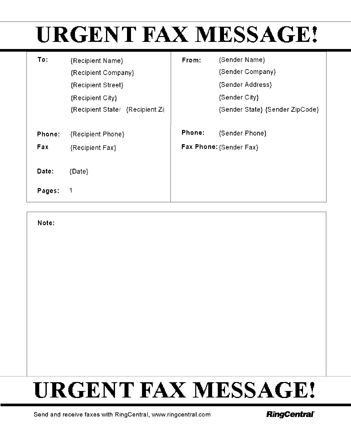 URGENT FAX MESSAGE!
To: {Recipient Name}
{Recipient Company}
{Recipient Street}
{Recipient City}
{Recipient State {Recipient Zi
Phone: {Recipient Phone}
Fax {Recipient Fax}
Date: {Date}
Pages: 1
From: {Sender Name}
{Sender Company}
{Sender Address}
{Sender City}
{Sender State} {Sender ZipCode}
Phone: {Sender Phone}
Fax Phone: {Sender Fax}
Note:
URGENT FAX MESSAGE!
Send and receive faxes with RingCentral, www.ringcentral.com
RingCentral